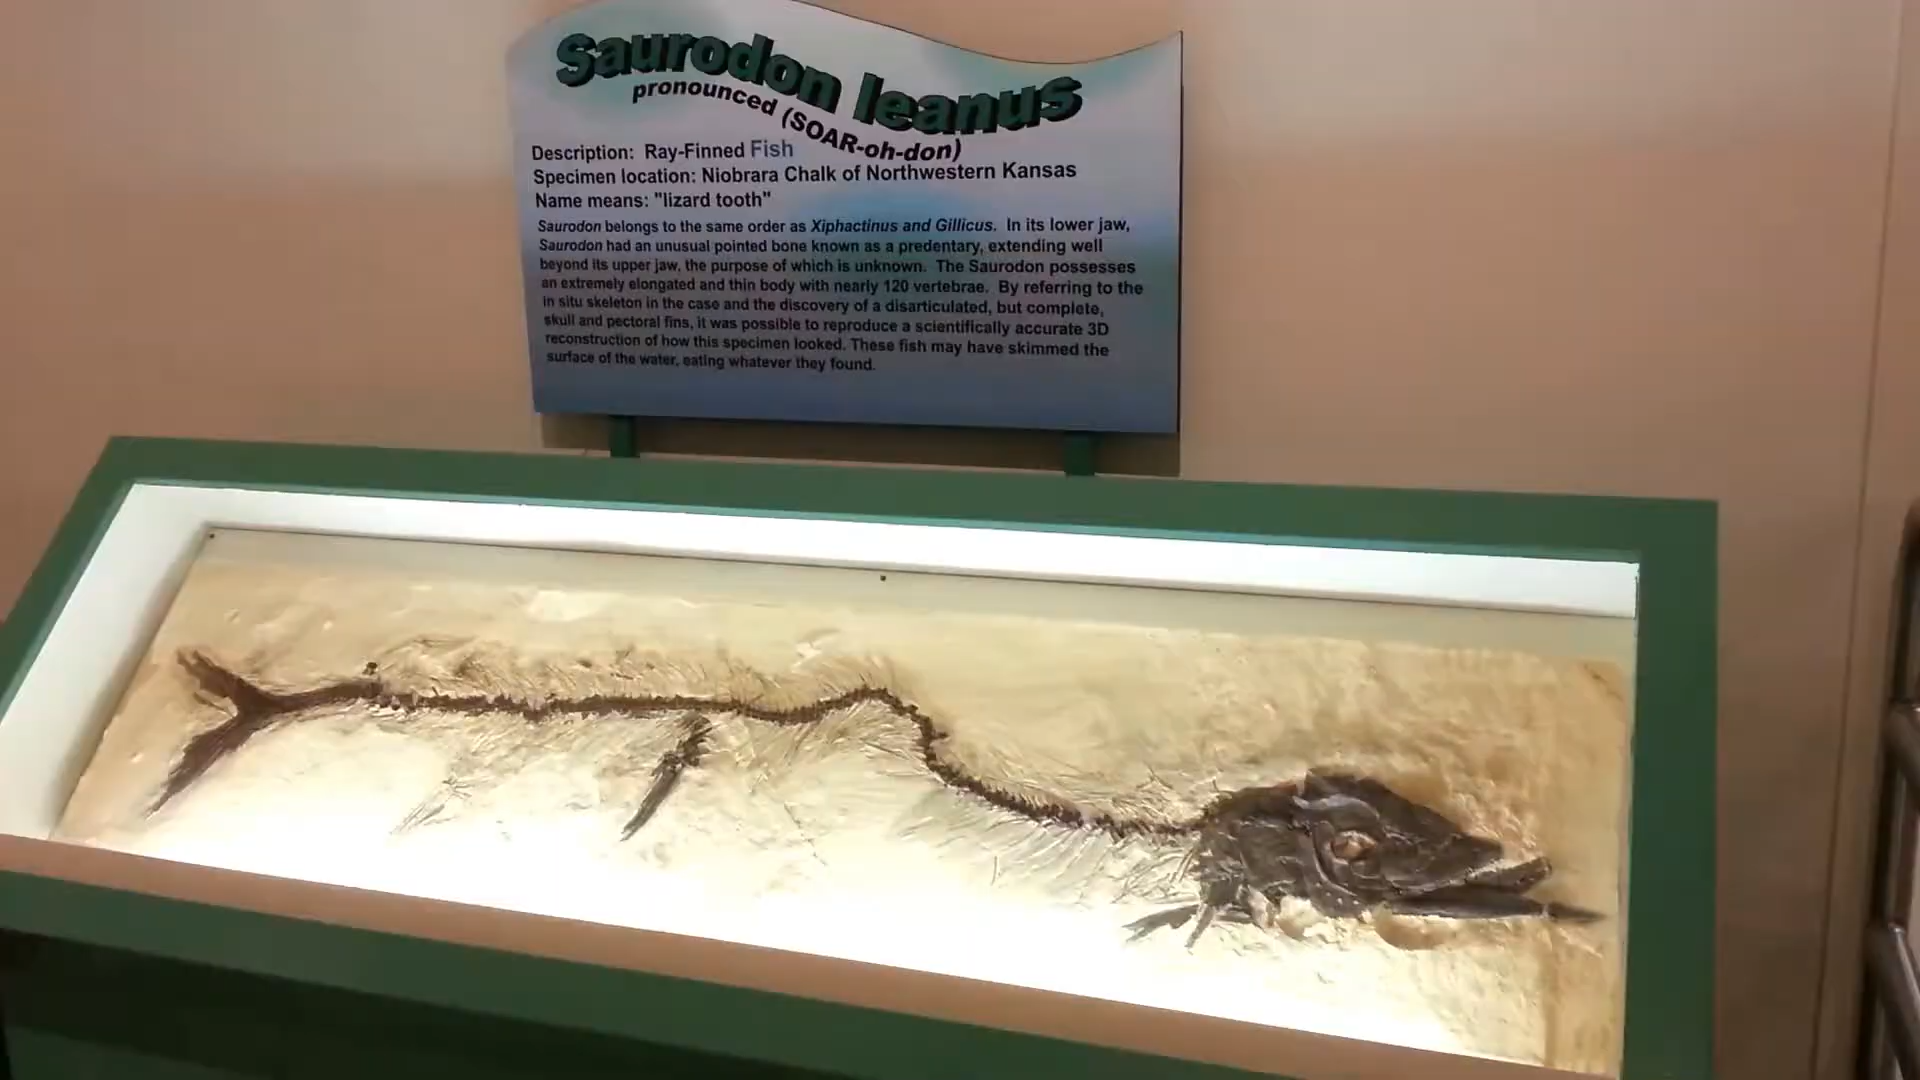 Saurodon leanus
pronounced (SOAR-oh-don)
Description: Ray-Finned Fish
Specimen location: Niobrara Chalk of Northwestern Kansas
Name means: "lizard tooth"
Saurodon belongs to the same order as Xiphactinus and Gillicus. In its lower jaw,
Saurodon had an unusual pointed bone known as a predentary, extending well
beyond its upper jaw, the purpose of which is unknown. The Saurodon possesses
an extremely elongated and thin body with nearly 120 vertebrae. By referring to the
in situ skeleton in the case and the discovery of a disarticulated, but complete,
skull and pectoral fins, it was possible to reproduce a scientifically accurate 3D
reconstruction of how this specimen looked. These fish may have skimmed the
surface of the water, eating whatever they found.